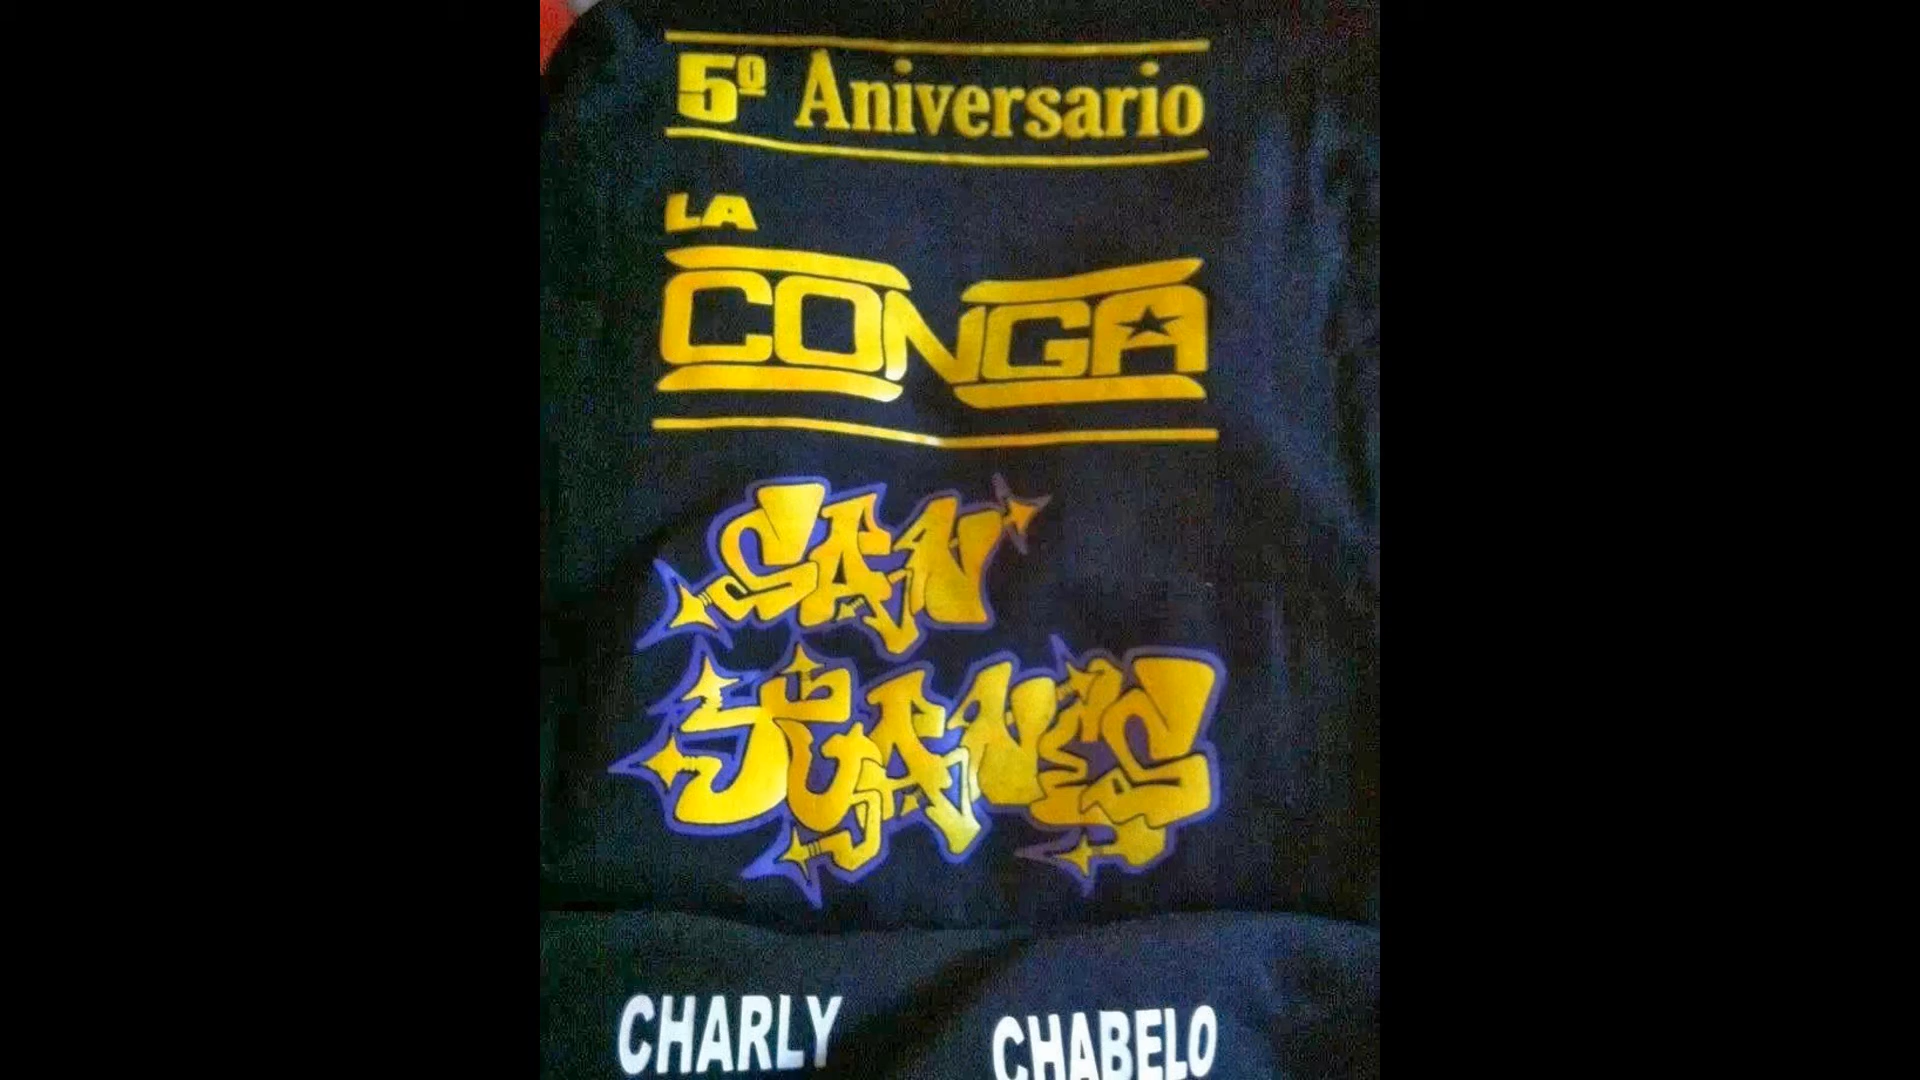 5º Aniversario
LA
CONGA
SAN
JUANES
CHARLY CHABELO